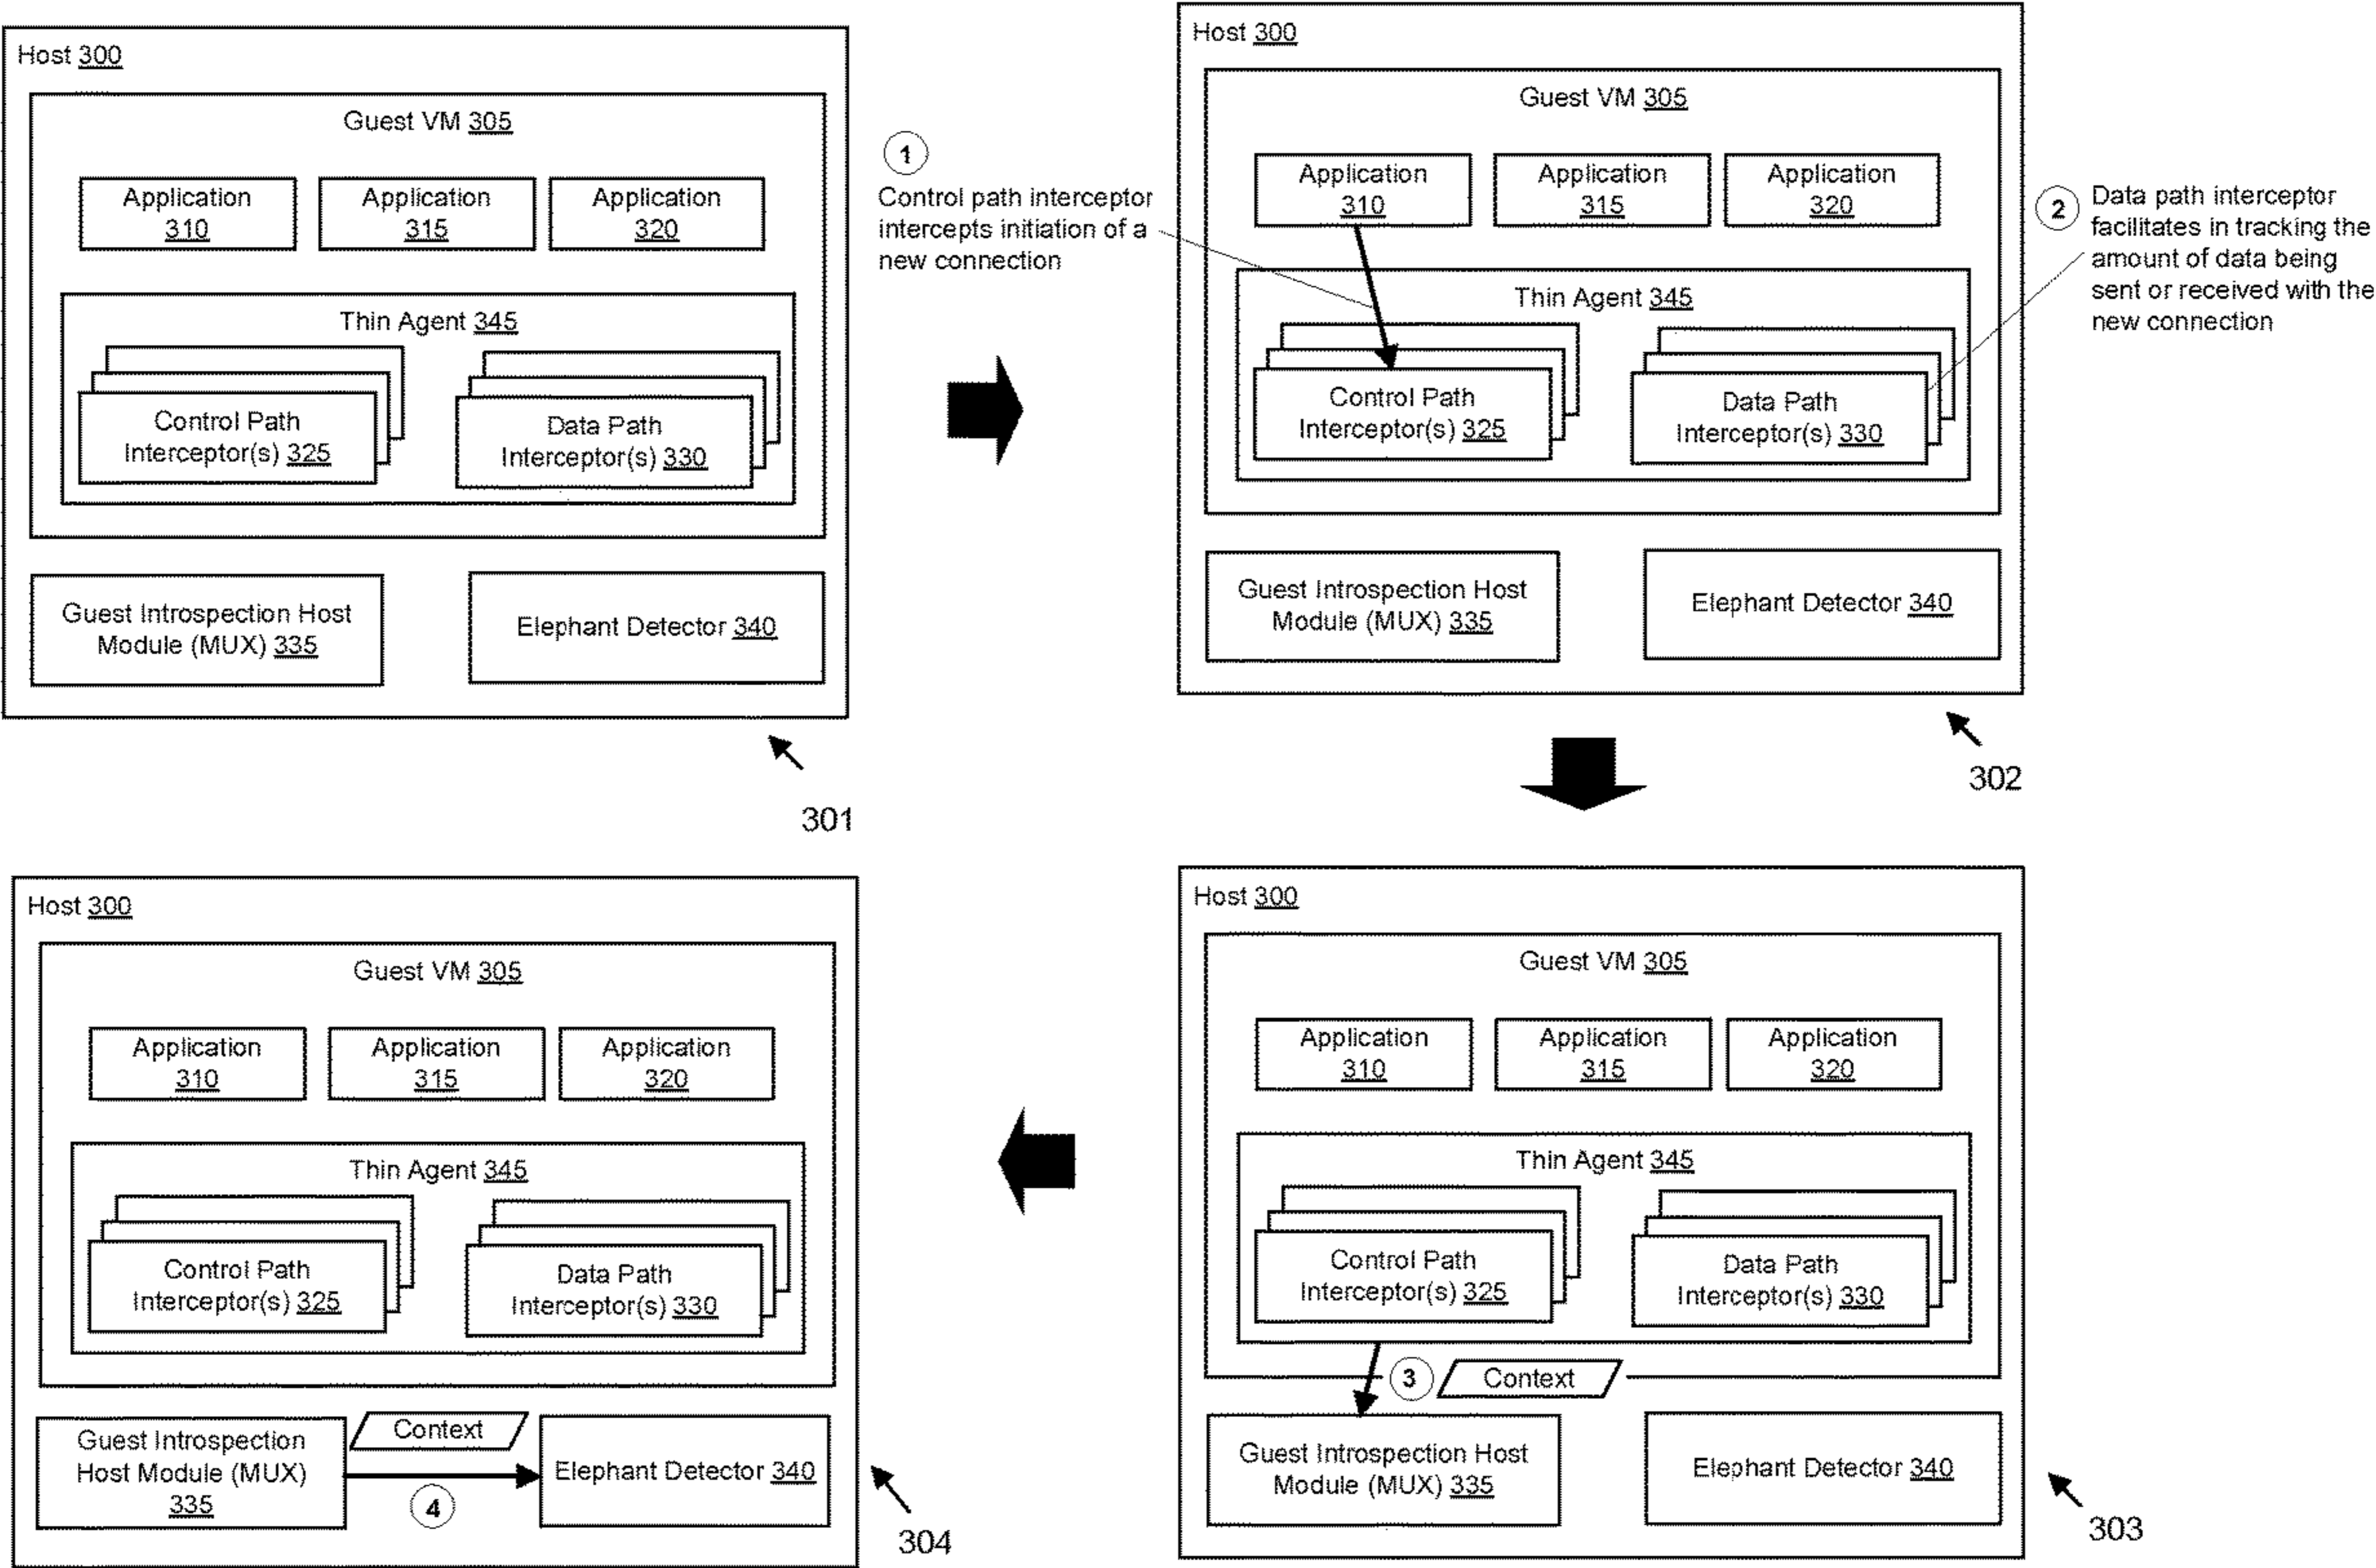 Host 300
Guest VM 305
Application
310
Application
315
Application
320
Thin Agent 345
Control Path
Interceptor(s) 325
Data Path
Interceptor(s) 330
Guest Introspection Host
Module (MUX) 335
Elephant Detector 340
301
1
Control path interceptor
intercepts initiation of a
new connection
Host 300
Guest VM 305
Application
310
Application
315
Application
320
Thin Agent 345
Control Path
Interceptor(s) 325
Data Path
Interceptor(s) 330
Guest Introspection Host
Module (MUX) 335
Elephant Detector 340
302
2
Data path interceptor
facilitates in tracking the
amount of data being
sent or received with the
new connection
Host 300
Guest VM 305
Application
310
Application
315
Application
320
Thin Agent 345
Control Path
Interceptor(s) 325
Data Path
Interceptor(s) 330
3
Context
Guest Introspection Host
Module (MUX) 335
Elephant Detector 340
303
Host 300
Guest VM 305
Application
310
Application
315
Application
320
Thin Agent 345
Control Path
Interceptor(s) 325
Data Path
Interceptor(s) 330
Guest Introspection
Host Module (MUX)
335
Context
4
Elephant Detector 340
304